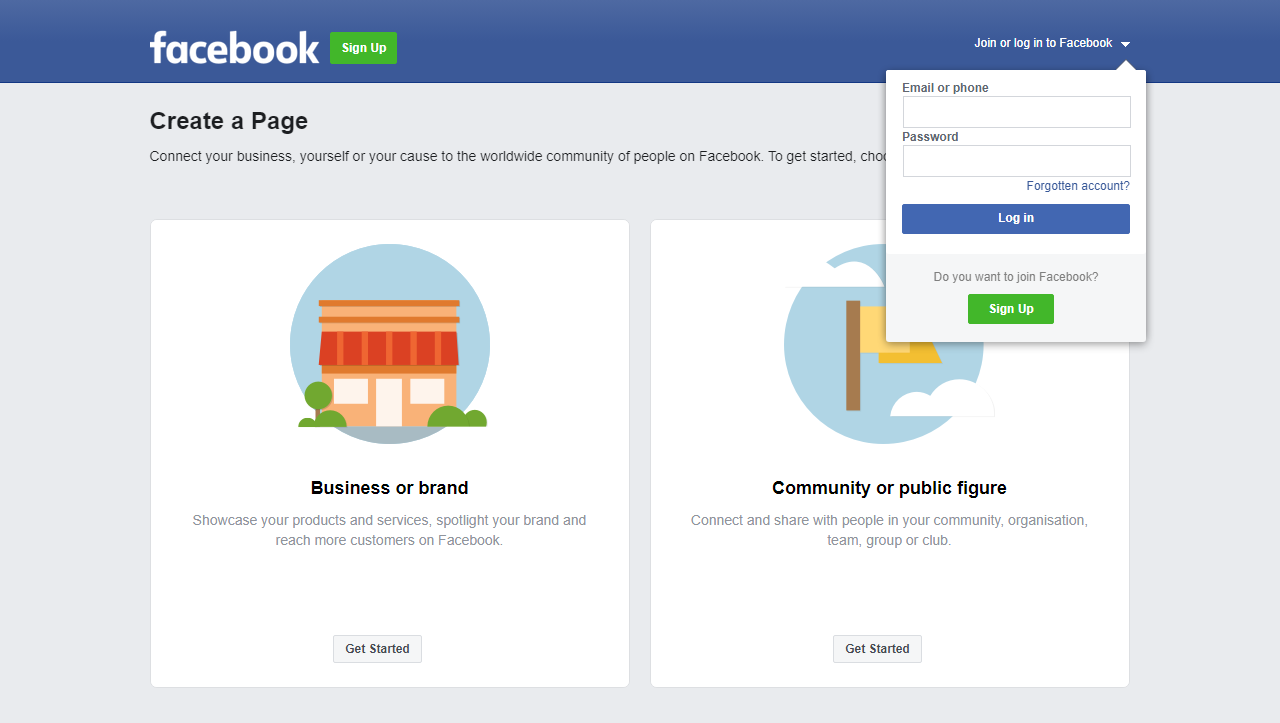 facebook
Sign Up
Join or log in to Facebook
Email or phone
Password
Forgotten account?
Log in
Do you want to join Facebook?
Sign Up
Create a Page
Connect your business, yourself or your cause to the worldwide community of people on Facebook. To get started,
Business or brand
Showcase your products and services, spotlight your brand and
reach more customers on Facebook.
Get Started
Community or public figure
Connect and share with people in your community, organisation,
team, group or club.
Get Started